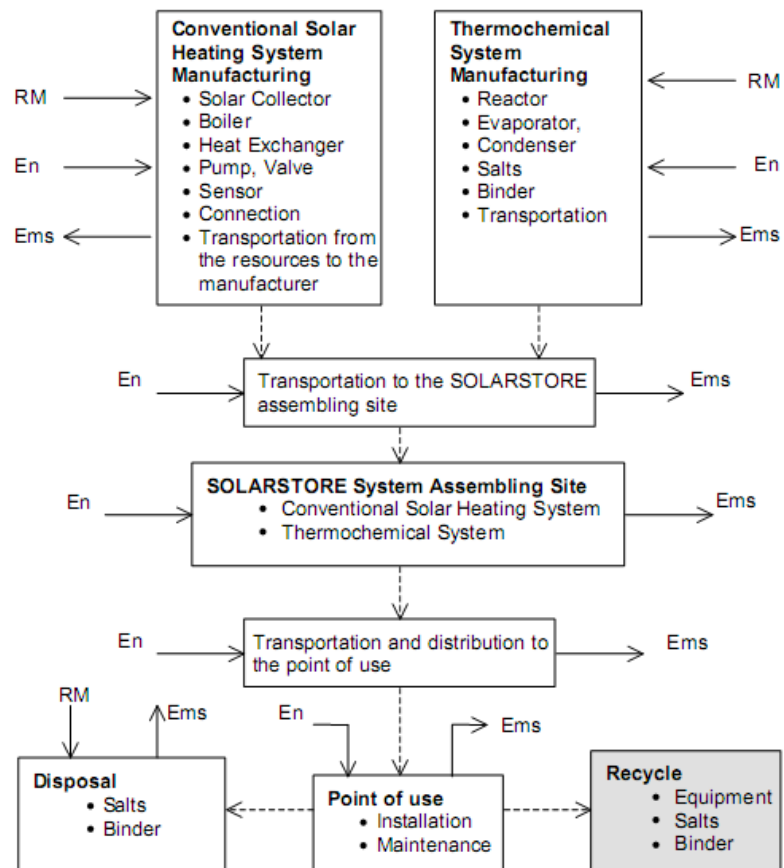 Conventional Solar
Heating System
Manufacturing
• Solar Collector
• Boiler
• Heat Exchanger
• Pump, Valve
• Sensor
• Connection
• Transportation from
the resources to the
manufacturer
RM
En
Ems
Thermochemical
System
Manufacturing
• Reactor
• Evaporator,
• Condenser
• Salts
• Binder
• Transportation
RM
En
Ems
En
Transportation to the SOLARSTORE
assembling site
Ems
En
SOLARSTORE System Assembling Site
• Conventional Solar Heating System
• Thermochemical System
Ems
En
Transportation and distribution to
the point of use
Ems
RM
Ems
En
Ems
Disposal
• Salts
• Binder
Point of use
• Installation
• Maintenance
Recycle
• Equipment
• Salts
• Binder